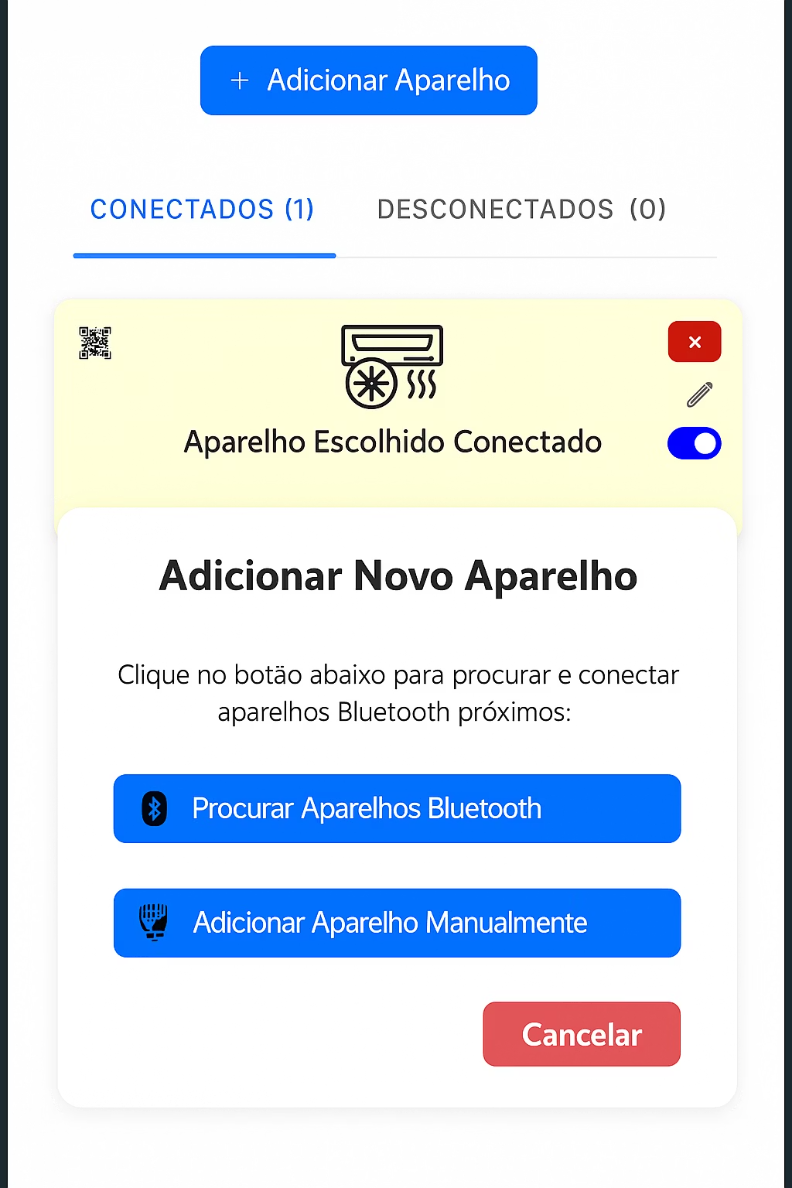 + Adicionar Aparelho
CONECTADOS (1)
DESCONECTADOS (0)
Aparelho Escolhido Conectado
Adicionar Novo Aparelho
Clique no botäo abaixo para procurar e conectar
aparelhos Bluetooth próximos:
Procurar Aparelhos Bluetooth
Adicionar Aparelho Manualmente
Cancelar